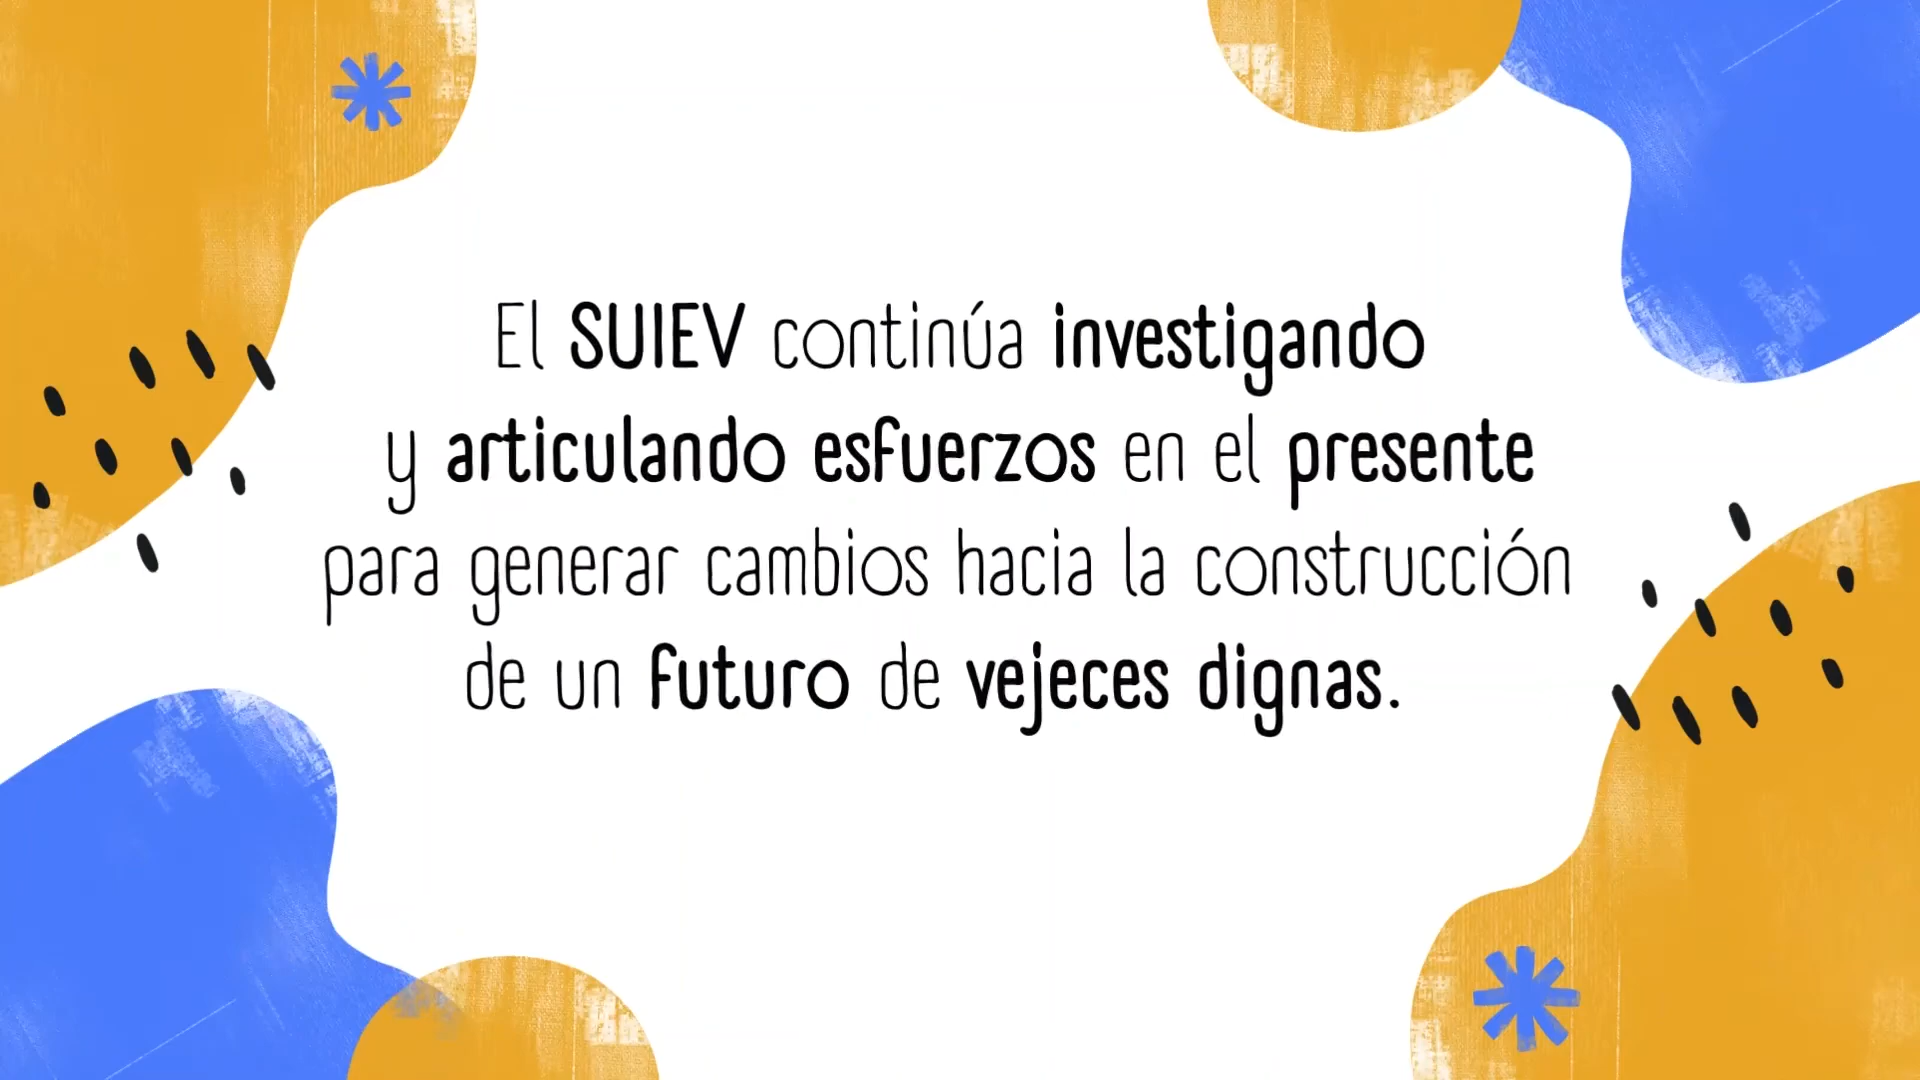 El SUIEV continúa investigando
y articulando esfuerzos en el presente
para generar cambios hacia la construcción
de un futuro de vejeces dignas.